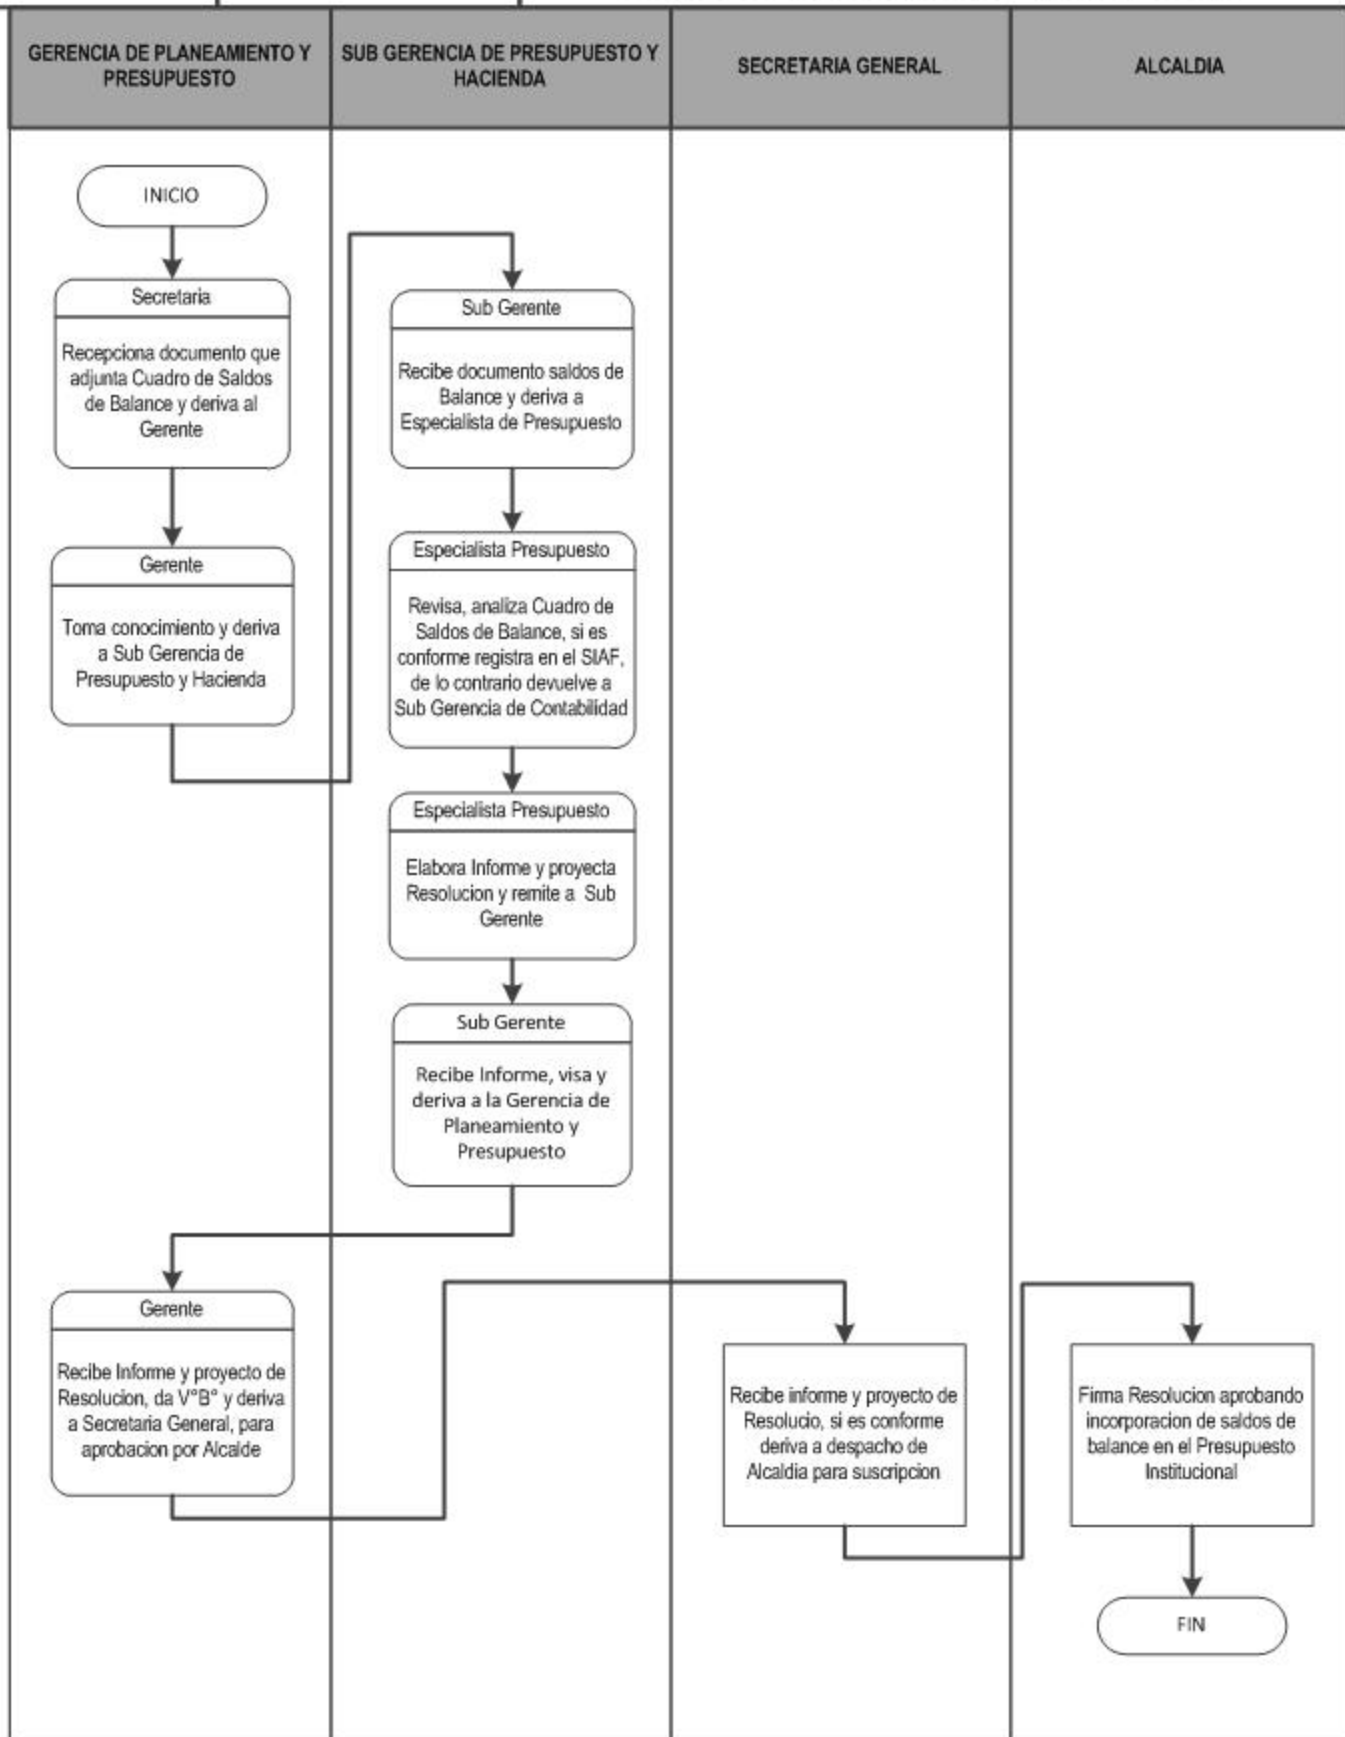 GERENCIA DE PLANEAMIENTO Y
PRESUPUESTO
SUB GERENCIA DE PRESUPUESTO Y
HACIENDA
SECRETARIA GENERAL
ALCALDIA
INICIO
Secretaria
Recepciona documento que
adjunta Cuadro de Saldos
de Balance y deriva al
Gerente
Gerente
Toma conocimiento y deriva
a Sub Gerencia de
Presupuesto y Hacienda
Sub Gerente
Recibe documento saldos de
Balance y deriva a
Especialista de Presupuesto
Especialista Presupuesto
Revisa, analiza Cuadro de
Saldos de Balance, si es
conforme registra en el SIAF,
de lo contrario devuelve a
Sub Gerencia de Contabilidad
Especialista Presupuesto
Elabora Informe y proyecta
Resolucion y remite a Sub
Gerente
Sub Gerente
Recibe Informe, visa y
deriva a la Gerencia de
Planeamiento y
Presupuesto
Gerente
Recibe Informe y proyecto de
Resolucion, da V°B° y deriva
a Secretaria General, para
aprobacion por Alcalde
Recibe informe y proyecto de
Resolucio, si es conforme
deriva a despacho de
Alcaldia para suscripcion
Firma Resolucion aprobando
incorporacion de saldos de
balance en el Presupuesto
Institucional
FIN